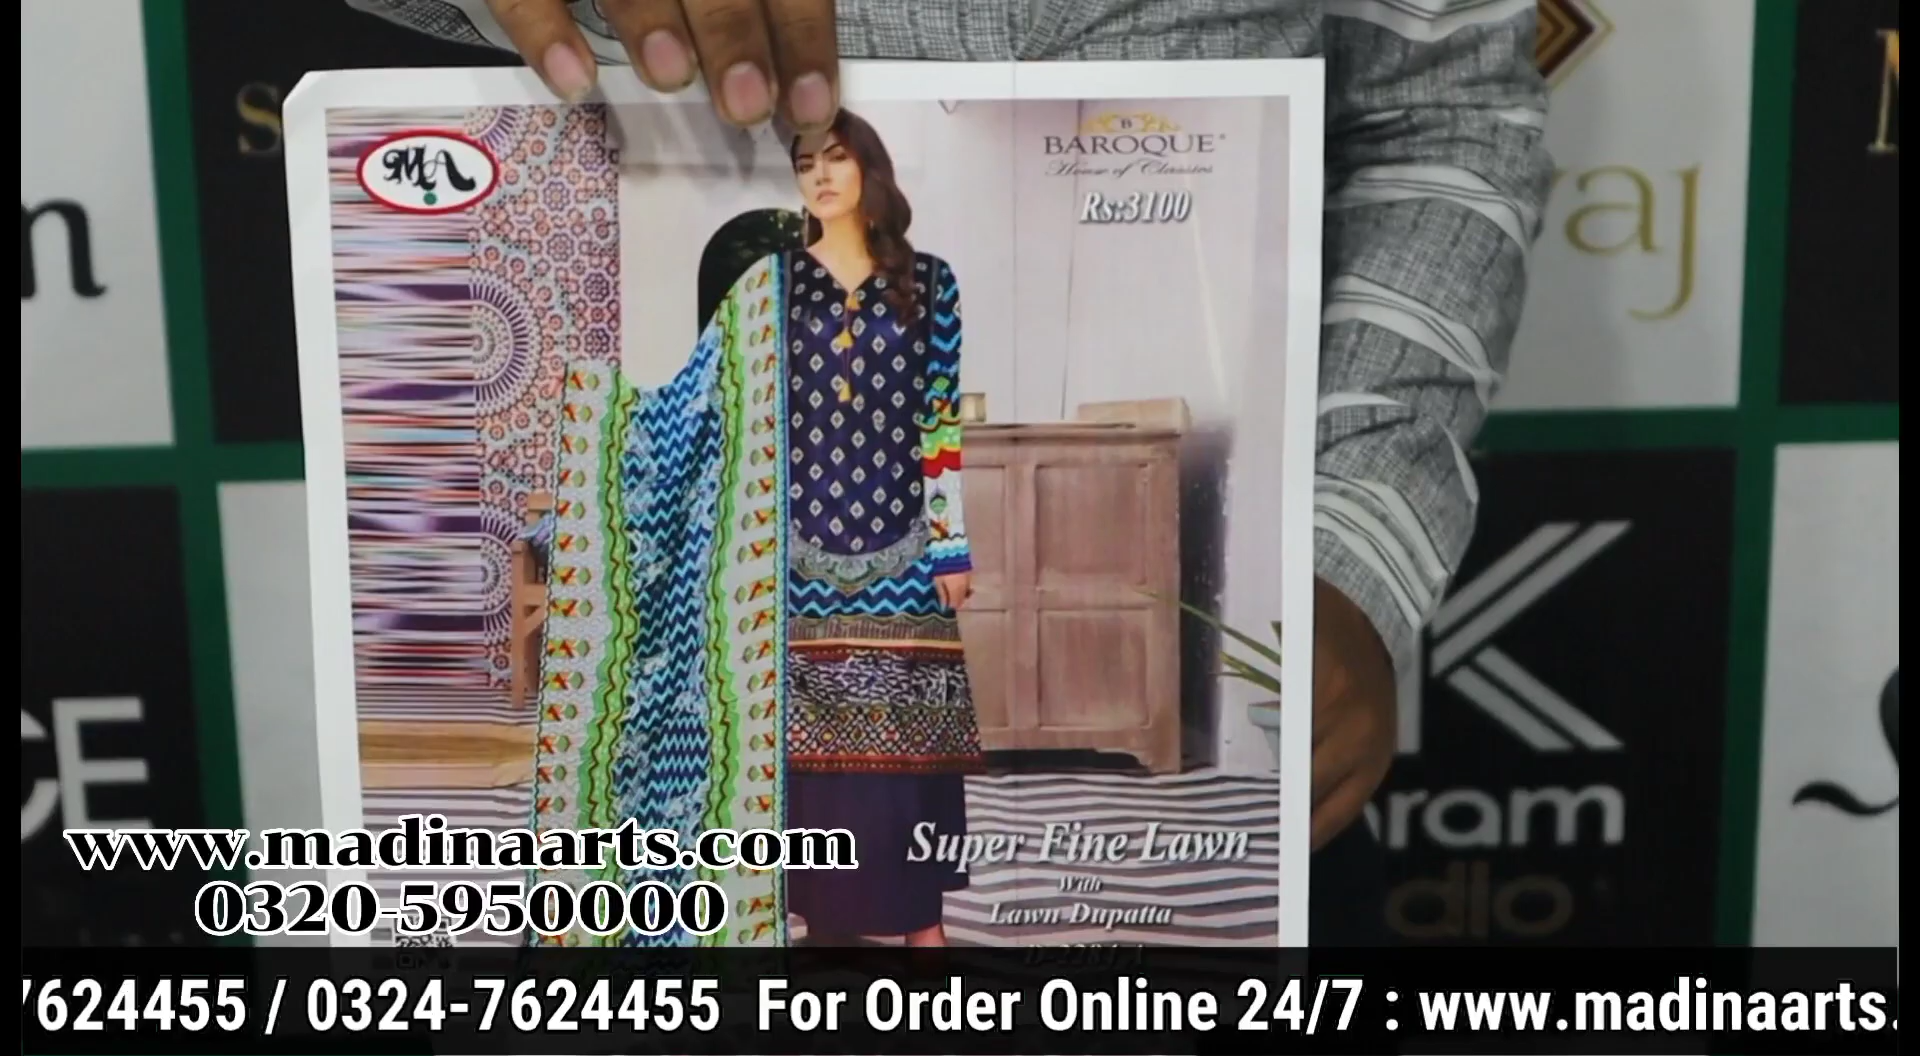 MA
B
BAROQUE
House of Classics
Rs:3100
www.madinaarts.com
0320-5950000
Super Fine Lawn
With
Lawn Dupatta
7624455 / 0324-7624455 For Order Online 24/7 : www.madinaarts.